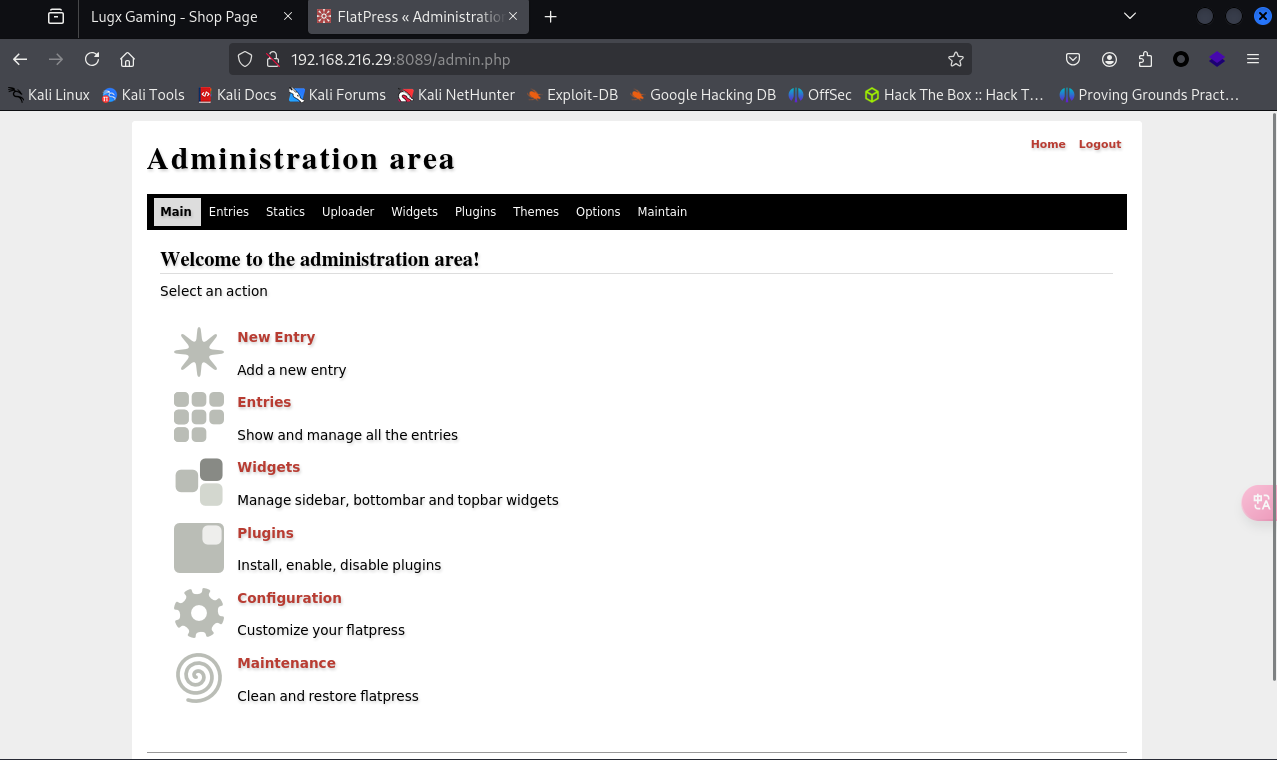 Lugx Gaming - Shop Page
FlatPress « Administratio
192.168.216.29:8089/admin.php
Kali Linux Kali Tools Kali Docs Kali Forums Kali NetHunter Exploit-DB Google Hacking DB OffSec Hack The Box :: Hack T… Proving Grounds Pract…
Home Logout
Administration area
Main Entries Statics Uploader Widgets Plugins Themes Options Maintain
Welcome to the administration area!
Select an action
New Entry
Add a new entry
Entries
Show and manage all the entries
Widgets
Manage sidebar, bottombar and topbar widgets
Plugins
Install, enable, disable plugins
Configuration
Customize your flatpress
Maintenance
Clean and restore flatpress
中A